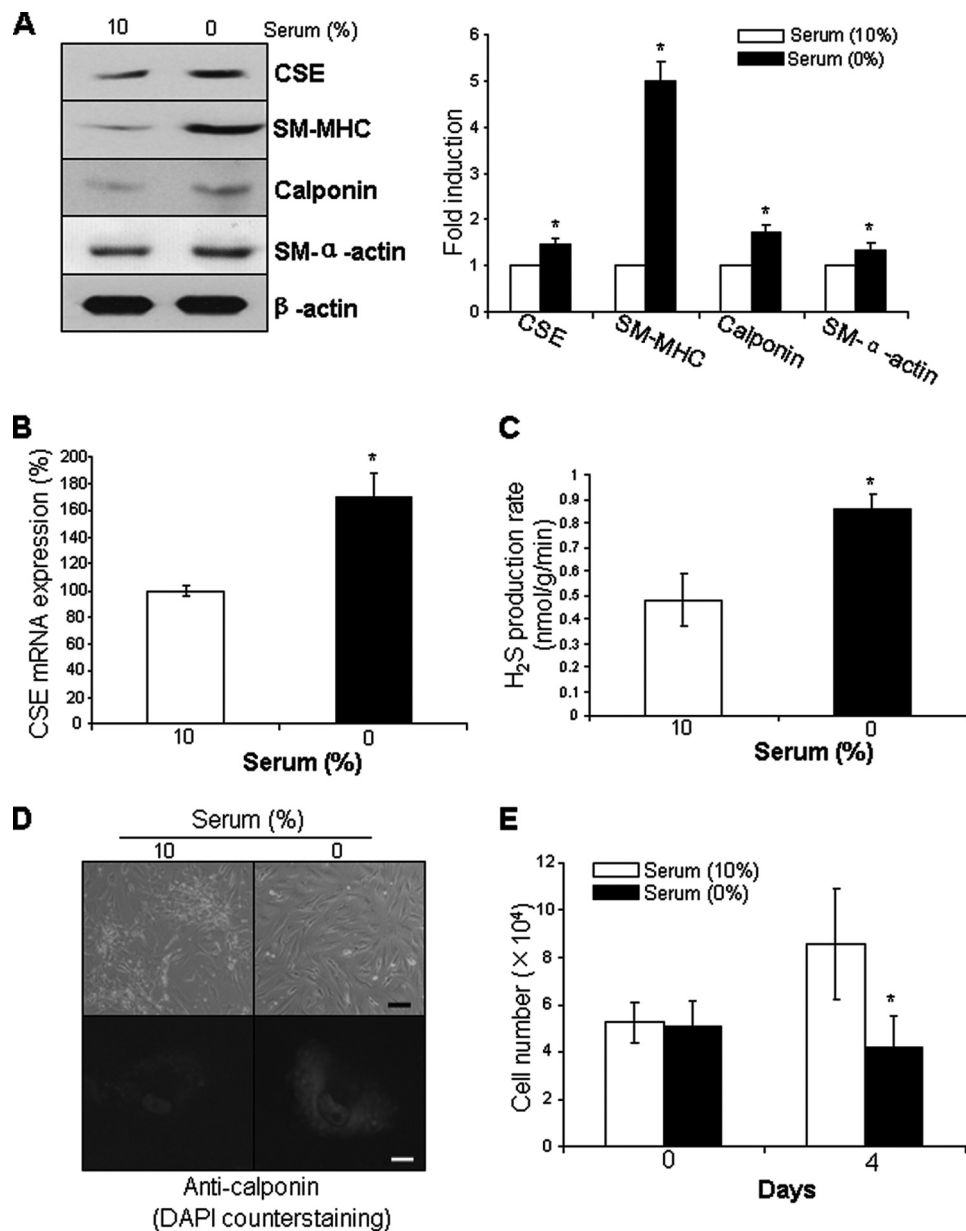 A
10 0 Serum (%)
CSE
SM-MHC
Calponin
SM-α-actin
β-actin
Serum (10%)
Serum (0%)
Fold induction
6
5
4
3
2
1
0
*
*
*
*
CSE
SM-MHC
Calponin
SM-α-actin
B
CSE mRNA expression (%)
200
180
160
140
120
100
80
60
40
20
0
*
10 0
Serum (%)
C
H₂S production rate
(nmol/g/min)
1
0.9
0.8
0.7
0.6
0.5
0.4
0.3
0.2
0.1
0
*
10 0
Serum (%)
D
Serum (%)
10 0
Anti-calponin
(DAPI counterstaining)
E
Serum (10%)
Serum (0%)
Cell number (×10⁴)
12
10
8
6
4
2
0
*
0 4
Days